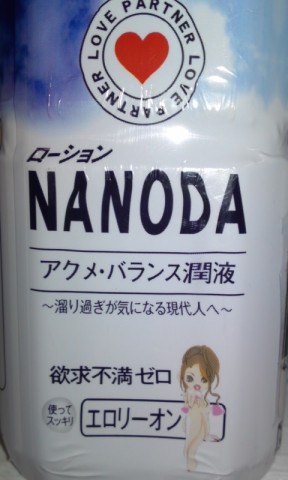 LOVE PARTNER LOVE PARTNER
ローション
NANODA
アクメ・バランス潤液
～溜り過ぎが気になる現代人へ～
欲求不満ゼロ
使って
スッキリ
エロリーオン